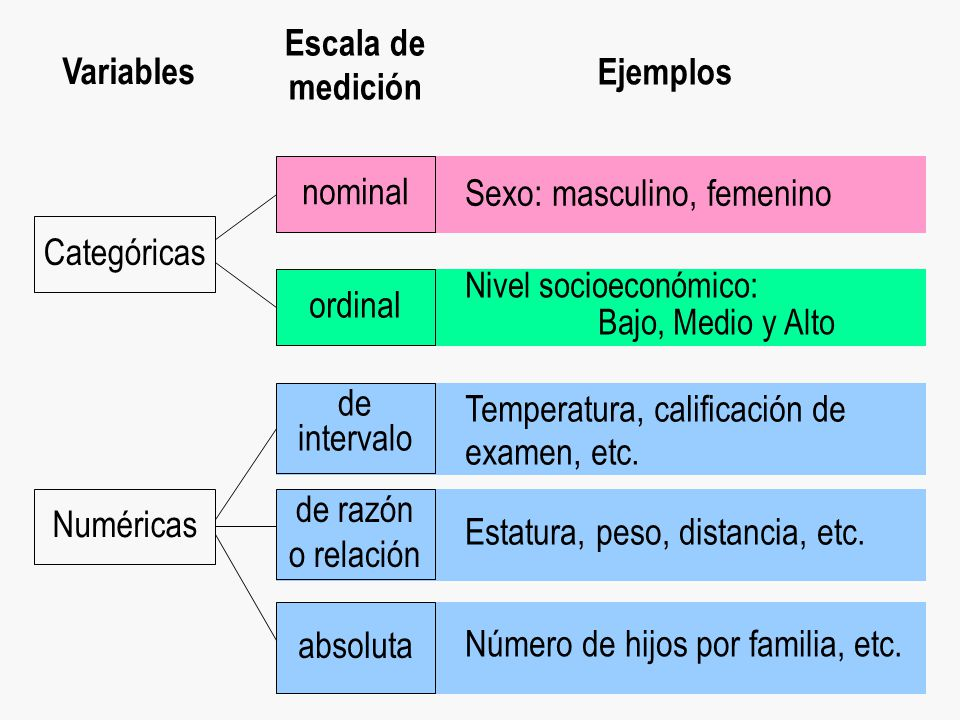 Variables
Escala de
medición
Ejemplos
Categóricas
nominal
Sexo: masculino, femenino
ordinal
Nivel socioeconómico:
Bajo, Medio y Alto
Numéricas
de
intervalo
Temperatura, calificación de
examen, etc.
de razón
o relación
Estatura, peso, distancia, etc.
absoluta
Número de hijos por familia, etc.